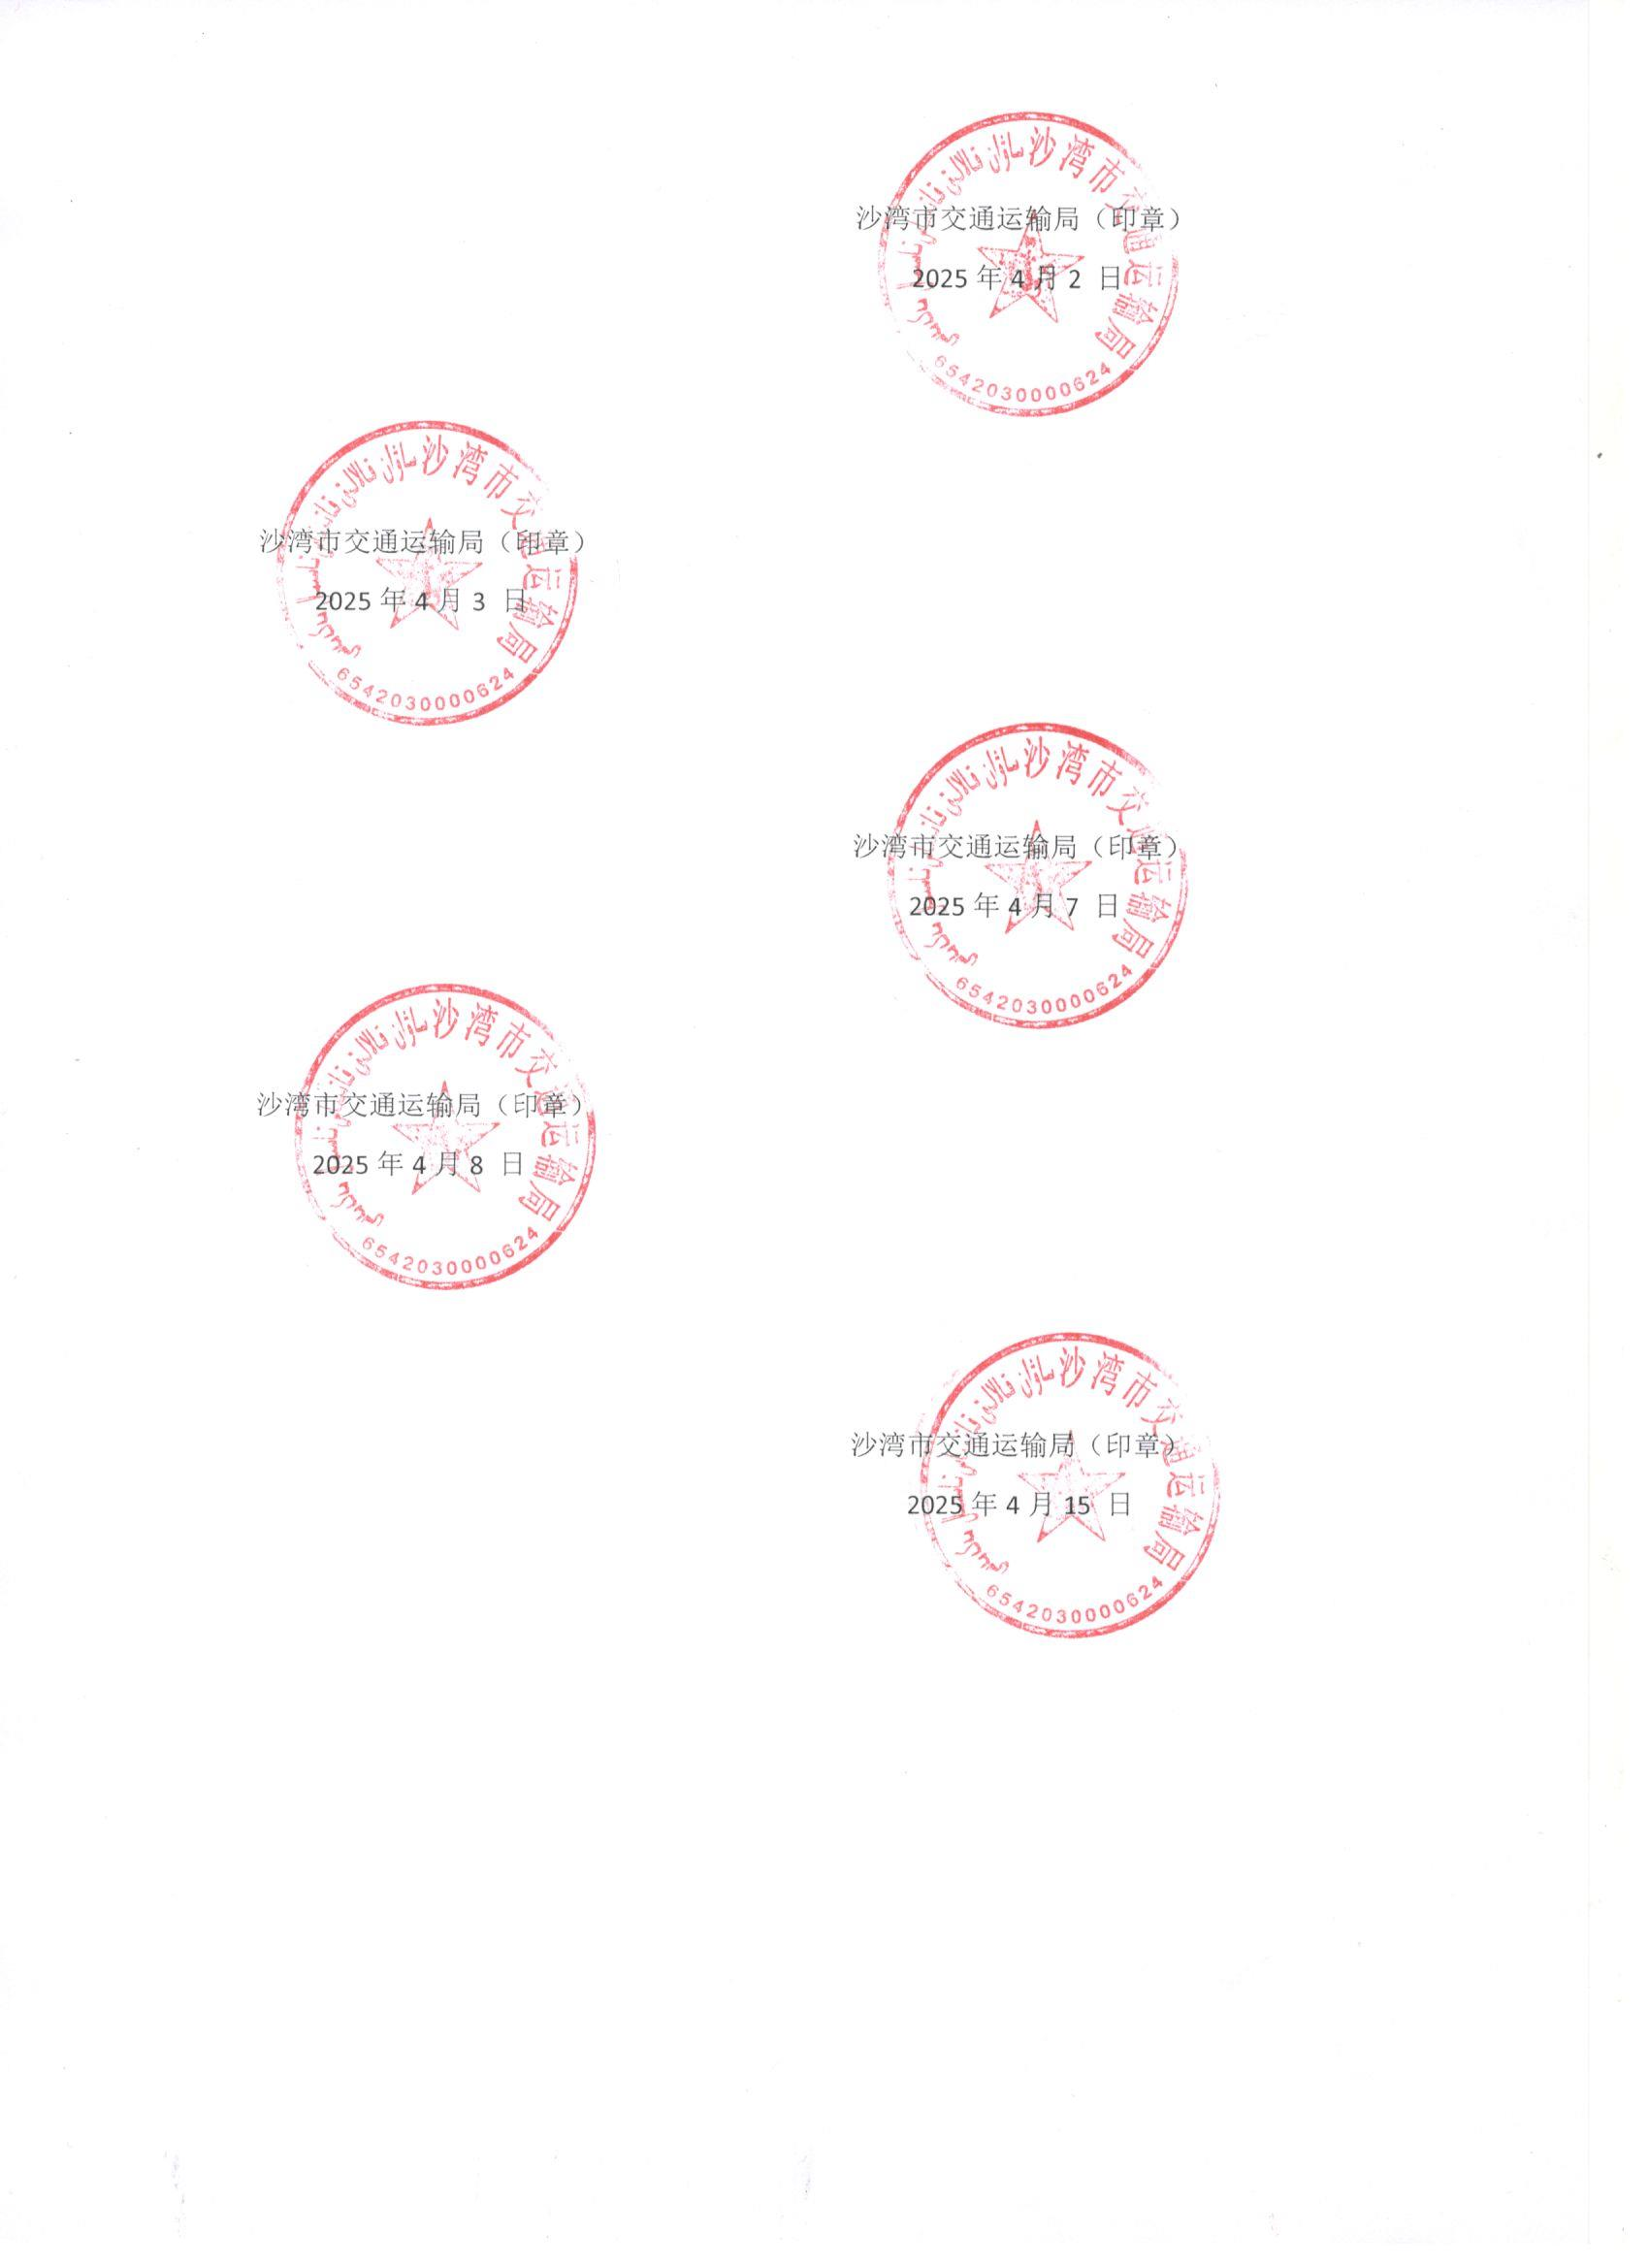 沙湾市交通运输局
沙湾市交通运输局（印章）
2025 年 4 月 2 日
6542030000624
沙湾市交通运输局
沙湾市交通运输局（印章）
2025 年 4 月 3 日
6542030000624
沙湾市交通运输局
沙湾市交通运输局（印章）
2025 年 4 月 7 日
6542030000624
沙湾市交通运输局
沙湾市交通运输局（印章）
2025 年 4 月 8 日
6542030000624
沙湾市交通运输局
沙湾市交通运输局（印章）
2025 年 4 月 15 日
6542030000624